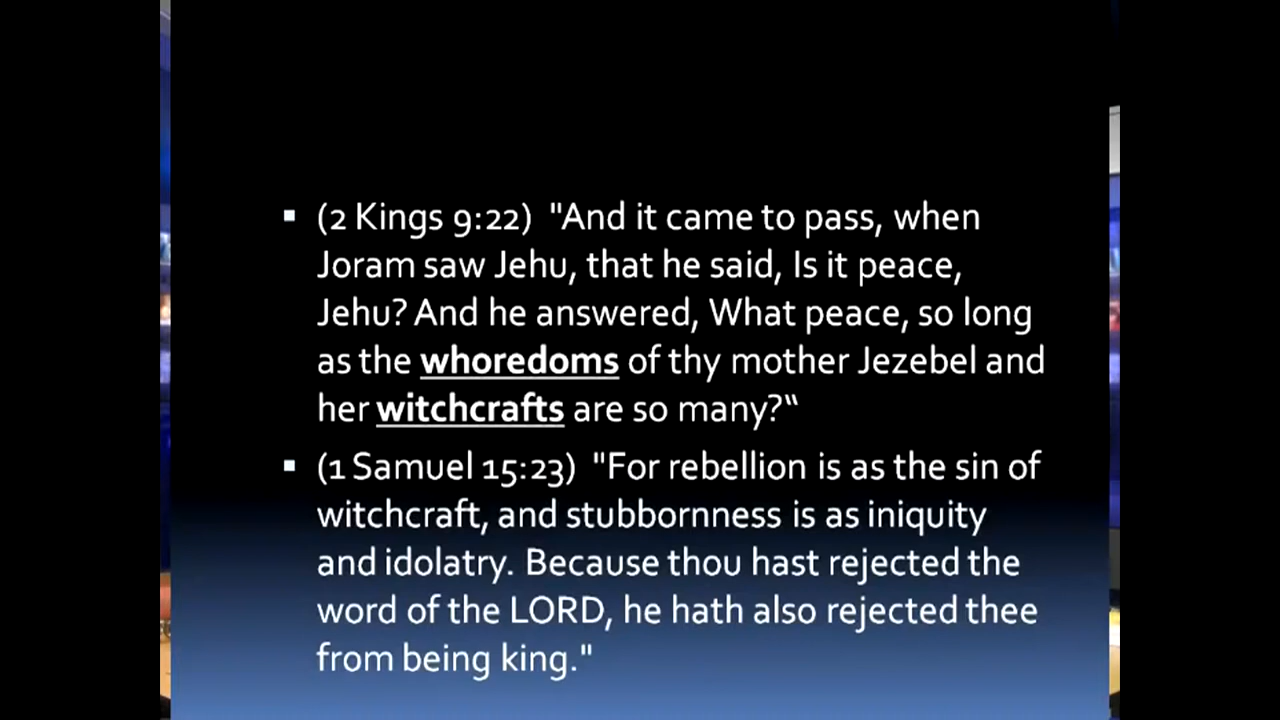 ▪ (2 Kings 9:22) "And it came to pass, when
Joram saw Jehu, that he said, Is it peace,
Jehu? And he answered, What peace, so long
as the whoredoms of thy mother Jezebel and
her witchcrafts are so many?“
▪ (1 Samuel 15:23) "For rebellion is as the sin of
witchcraft, and stubbornness is as iniquity
and idolatry. Because thou hast rejected the
word of the LORD, he hath also rejected thee
from being king."